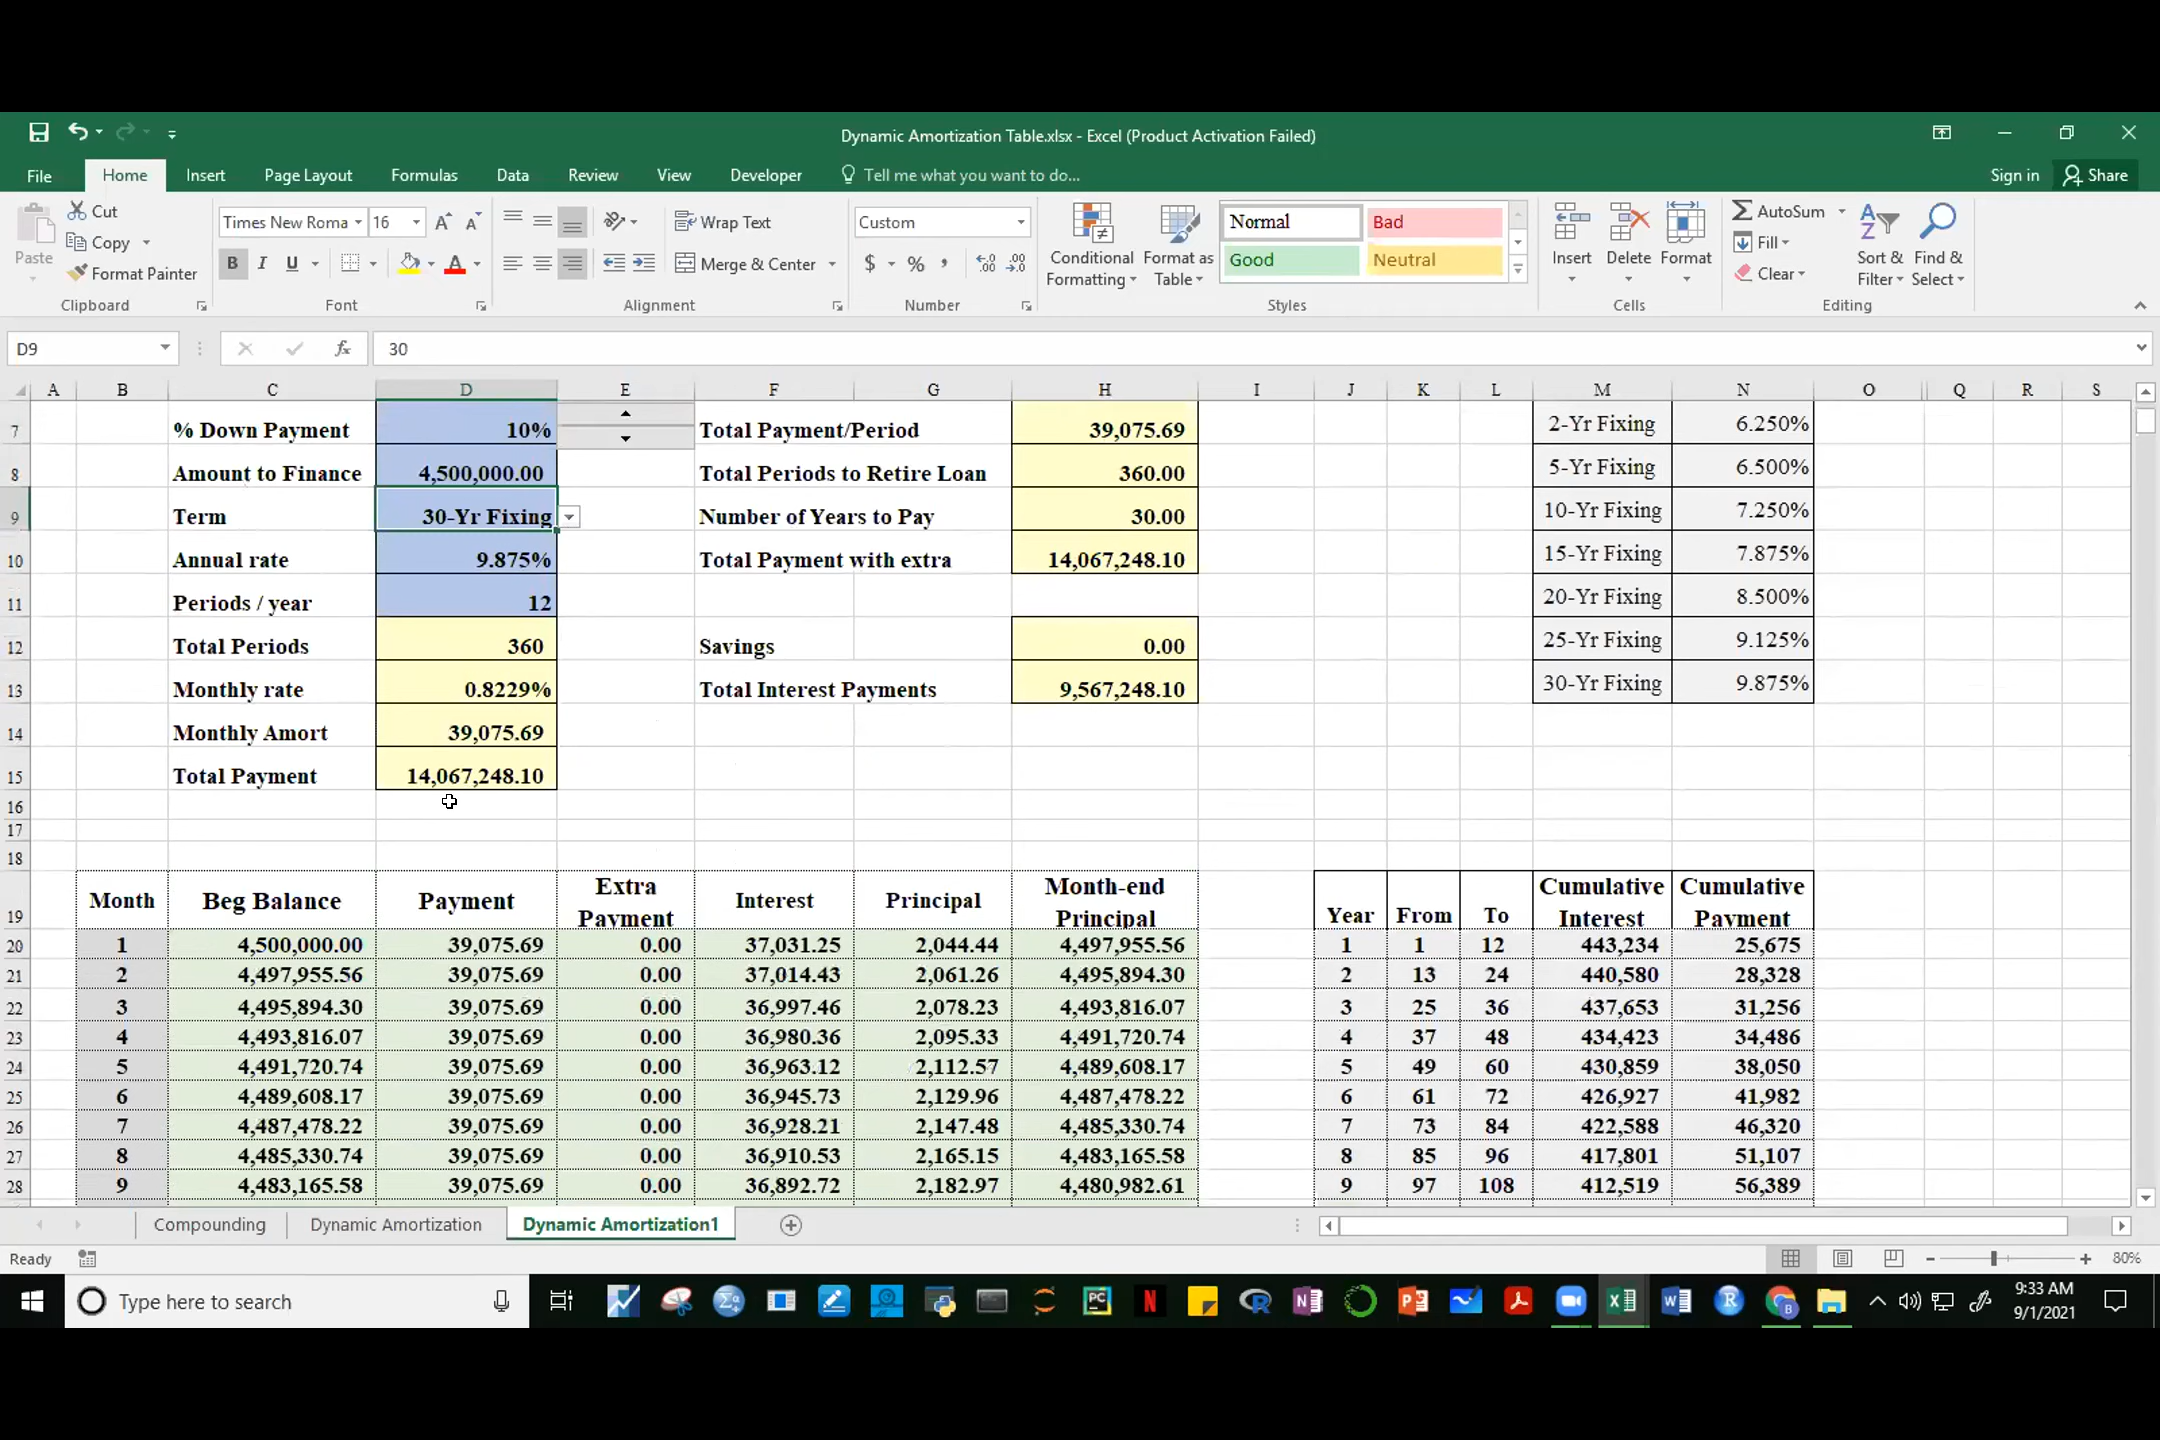 Dynamic Amortization Table.xlsx - Excel (Product Activation Failed)
File Home Insert Page Layout Formulas Data Review View Developer Tell me what you want to do... Sign in Share
Cut
Copy
Format Painter
Paste
Clipboard
Times New Roma 16
B I U
Font
Wrap Text
Merge & Center
Alignment
Custom
$ % ,
Number
Conditional Formatting
Format as Table
Normal Bad
Good Neutral
Styles
Insert Delete Format
Cells
AutoSum
Fill
Clear
Sort & Filter
Find & Select
Editing
D9 fx 30
A B C D E F G H I J K L M N O Q R S
7 % Down Payment 10% Total Payment/Period 39,075.69 2-Yr Fixing 6.250%
8 Amount to Finance 4,500,000.00 Total Periods to Retire Loan 360.00 5-Yr Fixing 6.500%
9 Term 30-Yr Fixing Number of Years to Pay 30.00 10-Yr Fixing 7.250%
10 Annual rate 9.875% Total Payment with extra 14,067,248.10 15-Yr Fixing 7.875%
11 Periods / year 12 20-Yr Fixing 8.500%
12 Total Periods 360 Savings 0.00 25-Yr Fixing 9.125%
13 Monthly rate 0.8229% Total Interest Payments 9,567,248.10 30-Yr Fixing 9.875%
14 Monthly Amort 39,075.69
15 Total Payment 14,067,248.10
16
17
18
19 Month Beg Balance Payment Extra Payment Interest Principal Month-end Principal Year From To Cumulative Interest Cumulative Payment
20 1 4,500,000.00 39,075.69 0.00 37,031.25 2,044.44 4,497,955.56 1 1 12 443,234 25,675
21 2 4,497,955.56 39,075.69 0.00 37,014.43 2,061.26 4,495,894.30 2 13 24 440,580 28,328
22 3 4,495,894.30 39,075.69 0.00 36,997.46 2,078.23 4,493,816.07 3 25 36 437,653 31,256
23 4 4,493,816.07 39,075.69 0.00 36,980.36 2,095.33 4,491,720.74 4 37 48 434,423 34,486
24 5 4,491,720.74 39,075.69 0.00 36,963.12 2,112.57 4,489,608.17 5 49 60 430,859 38,050
25 6 4,489,608.17 39,075.69 0.00 36,945.73 2,129.96 4,487,478.22 6 61 72 426,927 41,982
26 7 4,487,478.22 39,075.69 0.00 36,928.21 2,147.48 4,485,330.74 7 73 84 422,588 46,320
27 8 4,485,330.74 39,075.69 0.00 36,910.53 2,165.15 4,483,165.58 8 85 96 417,801 51,107
28 9 4,483,165.58 39,075.69 0.00 36,892.72 2,182.97 4,480,982.61 9 97 108 412,519 56,389
Compounding Dynamic Amortization Dynamic Amortization1
Ready 80%
Type here to search
9:33 AM
9/1/2021